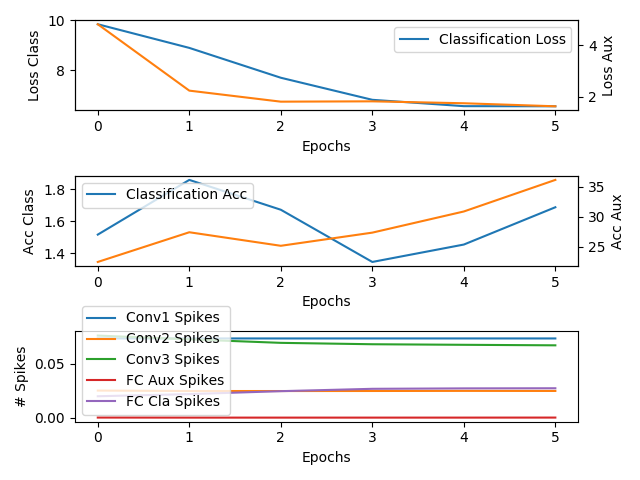 10
8
Loss Class
Classification Loss
4
2
Loss Aux
0 1 2 3 4 5
Epochs
1.8
1.6
1.4
Acc Class
Classification Acc
35
30
25
Acc Aux
0 1 2 3 4 5
Epochs
0.05
0.00
# Spikes
Conv1 Spikes
Conv2 Spikes
Conv3 Spikes
FC Aux Spikes
FC Cla Spikes
0 1 2 3 4 5
Epochs